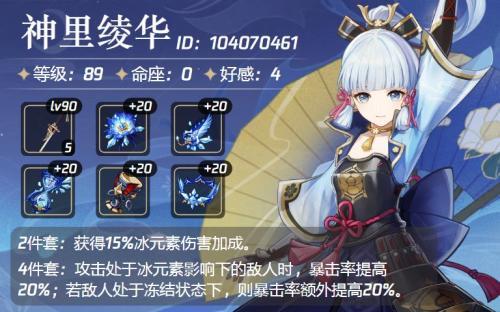 神里绫华 ID：104070461
等级：89 命座：0 好感：4
lv90 +20 +20
5
+20 +20 +20
2件套：获得15%冰元素伤害加成。
4件套：攻击处于冰元素影响下的敌人时，暴击率提高
20%；若敌人处于冻结状态下，则暴击率额外提高20%。